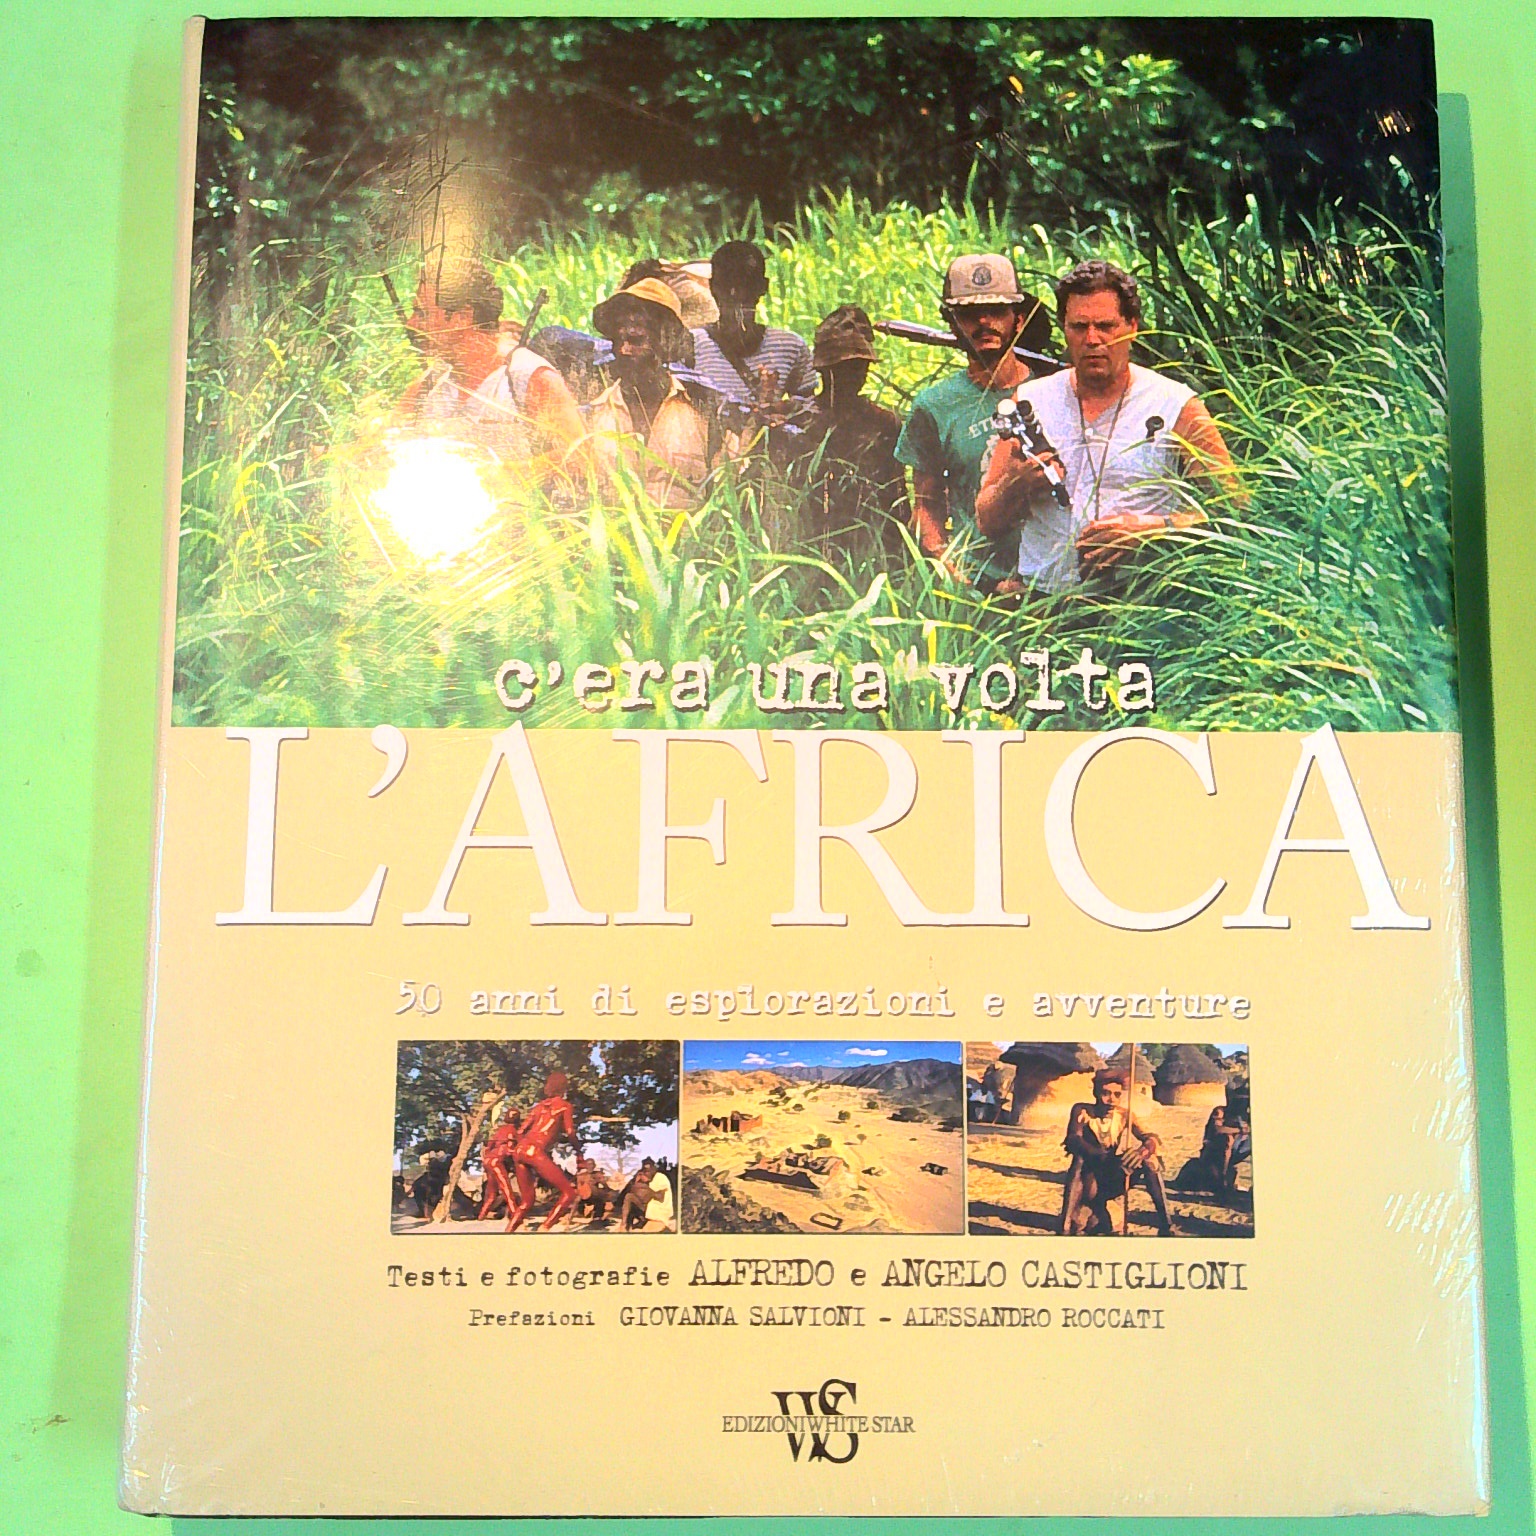 c'era una volta
L'AFRICA
50 anni di esplorazioni e avventure
Testi e fotografie ALFREDO e ANGELO CASTIGLIONI
Prefazioni GIOVANNA SALVIONI - ALESSANDRO ROCCATI
WS
EDIZIONI WHITE STAR